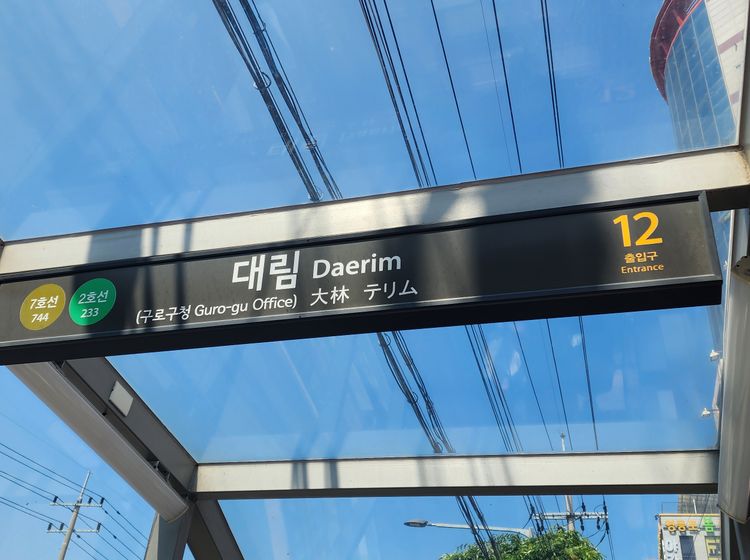 7호선
744
2호선
233
대림 Daerim
(구로구청 Guro-gu Office) 大林 テリム
12
출입구
Entrance